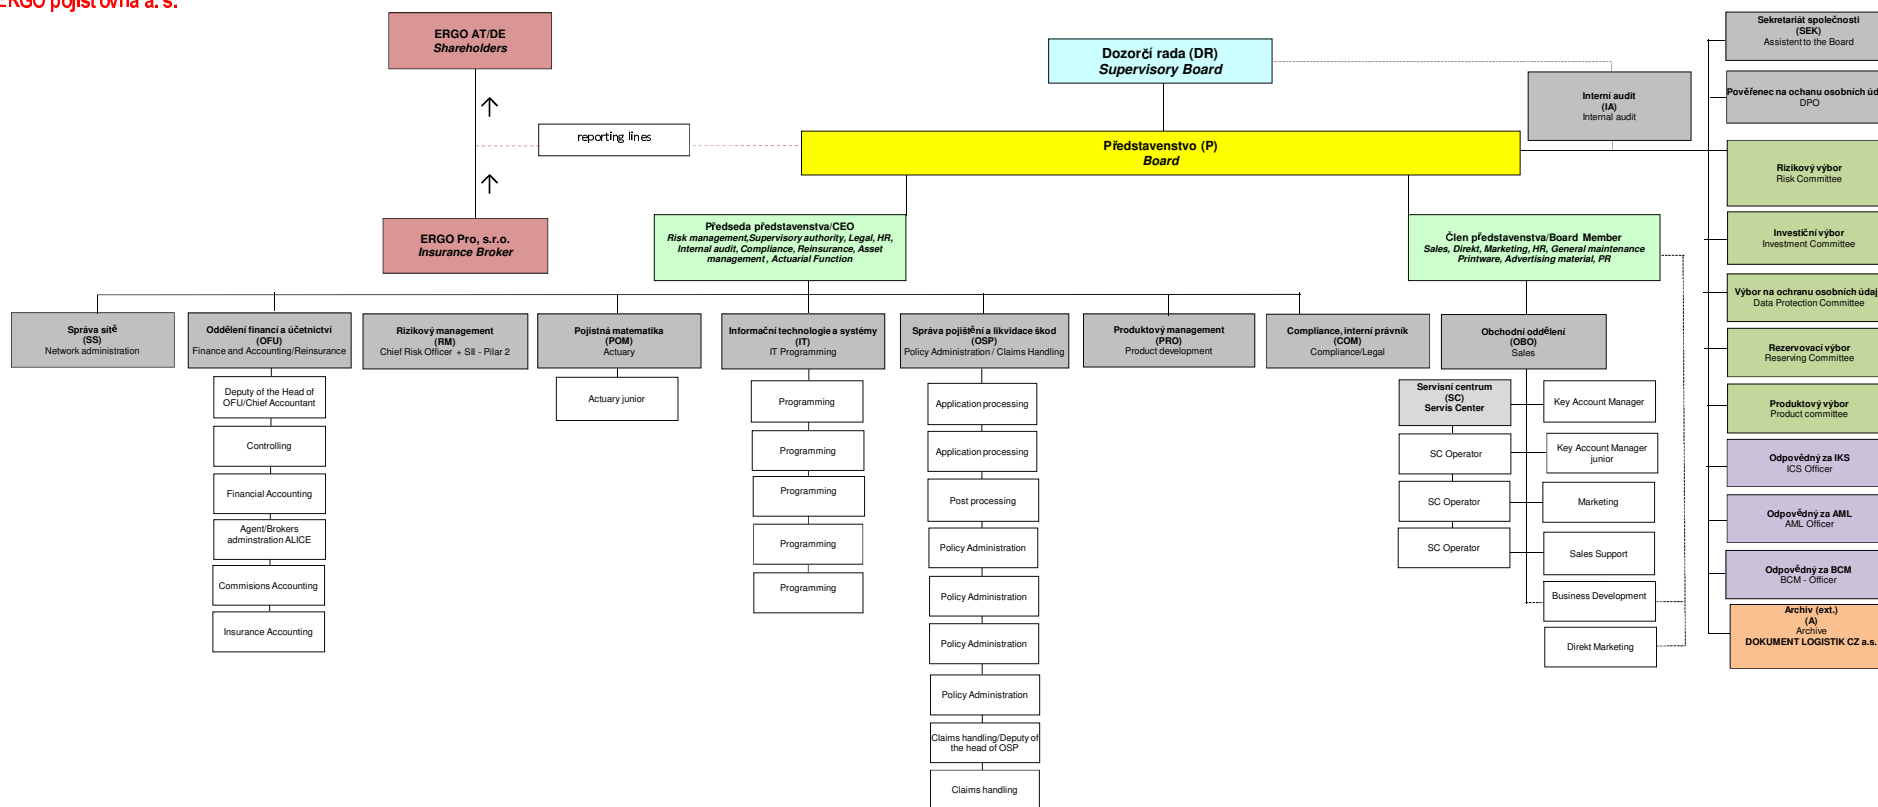 ERGO pojišťovna a. s.
ERGO AT/DE
Shareholders
reporting lines
ERGO Pro, s.r.o.
Insurance Broker
Dozorčí rada (DR)
Supervisory Board
Interní audit
(IA)
Internal audit
Představenstvo (P)
Board
Předseda představenstva/CEO
Risk management,Supervisory authority, Legal, HR,
Internal audit, Compliance, Reinsurance, Asset
management , Actuarial Function
Člen představenstva/Board Member
Sales, Direkt, Marketing, HR, General maintenance
Printware, Advertising material, PR
Správa sítě
(SS)
Network administration
Oddělení financí a účetnictví
(OFU)
Finance and Accounting/Reinsurance
Deputy of the Head of
OFU/Chief Accountant
Controlling
Financial Accounting
Agent/Brokers
adminstration ALICE
Commisions Accounting
Insurance Accounting
Rizikový management
(RM)
Chief Risk Officer + SII - Pilar 2
Pojistná matematika
(POM)
Actuary
Actuary junior
Informační technologie a systémy
(IT)
IT Programming
Programming
Programming
Programming
Programming
Programming
Správa pojištění a likvidace škod
(OSP)
Policy Administration / Claims Handling
Application processing
Application processing
Post processing
Policy Administration
Policy Administration
Policy Administration
Policy Administration
Claims handling/Deputy of
the head of OSP
Claims handling
Produktový management
(PRO)
Product development
Compliance, interní právník
(COM)
Compliance/Legal
Obchodní oddělení
(OBO)
Sales
Servisní centrum
(SC)
Servis Center
SC Operator
SC Operator
SC Operator
Key Account Manager
Key Account Manager
junior
Marketing
Sales Support
Business Development
Direkt Marketing
Sekretariát společnosti
(SEK)
Assistent to the Board
Pověřenec na ochanu osobních úd
DPO
Rizikový výbor
Risk Committee
Investiční výbor
Investment Committee
Výbor na ochranu osobních údaj
Data Protection Committee
Rezervovací výbor
Reserving Committee
Produktový výbor
Product committee
Odpovědný za IKS
ICS Officer
Odpovědný za AML
AML Officer
Odpovědný za BCM
BCM - Officer
Archiv (ext.)
(A)
Archive
DOKUMENT LOGISTIK CZ a.s.